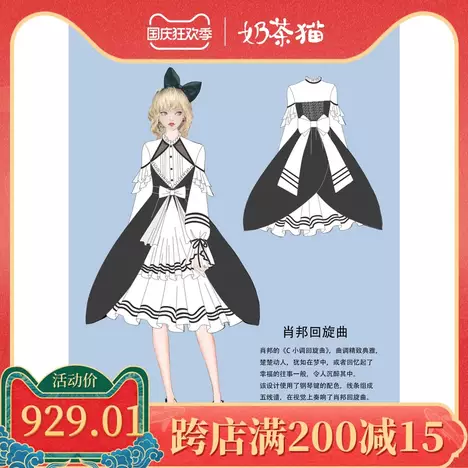 国庆狂欢季
奶茶猫
肖邦回旋曲
肖邦的《C小调回旋曲》，曲调精致典雅，
楚楚动人，犹如在梦中，或者回忆起了
幸福的往事一般，令人沉醉其中。
该设计使用了钢琴键的配色，线条组成
五线谱，在视觉上奏响了肖邦回旋曲。
活动价
929.01
跨店满200减15